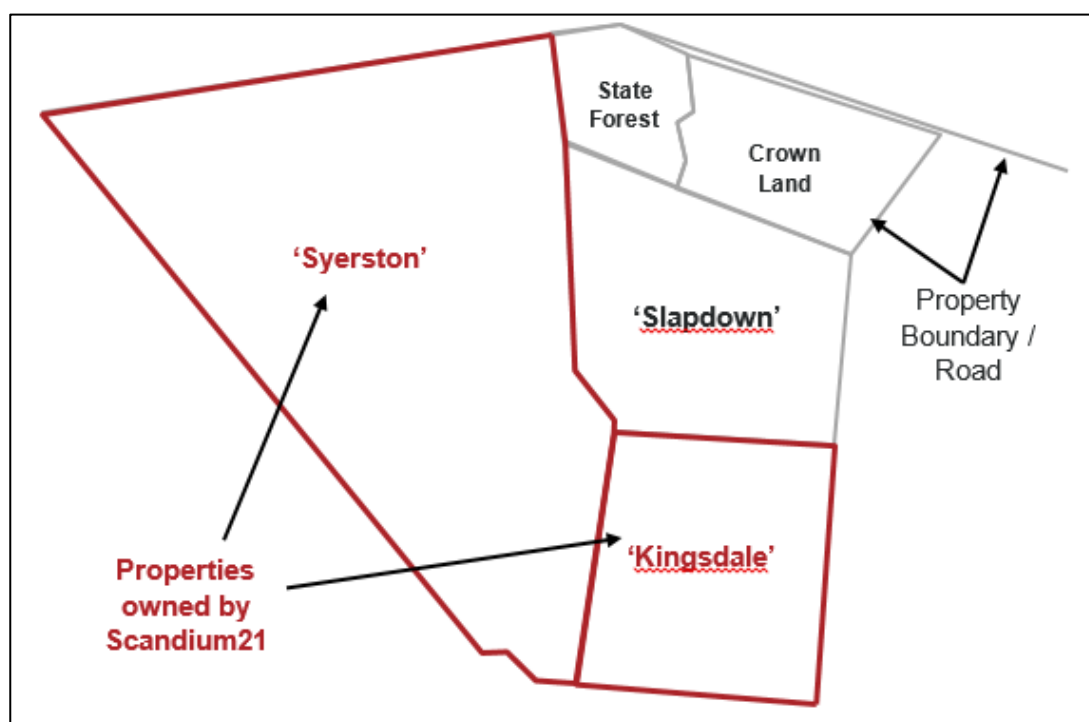 State
Forest
Crown
Land
‘Syerston’
‘Slapdown’
Property
Boundary /
Road
‘Kingsdale’
Properties
owned by
Scandium21